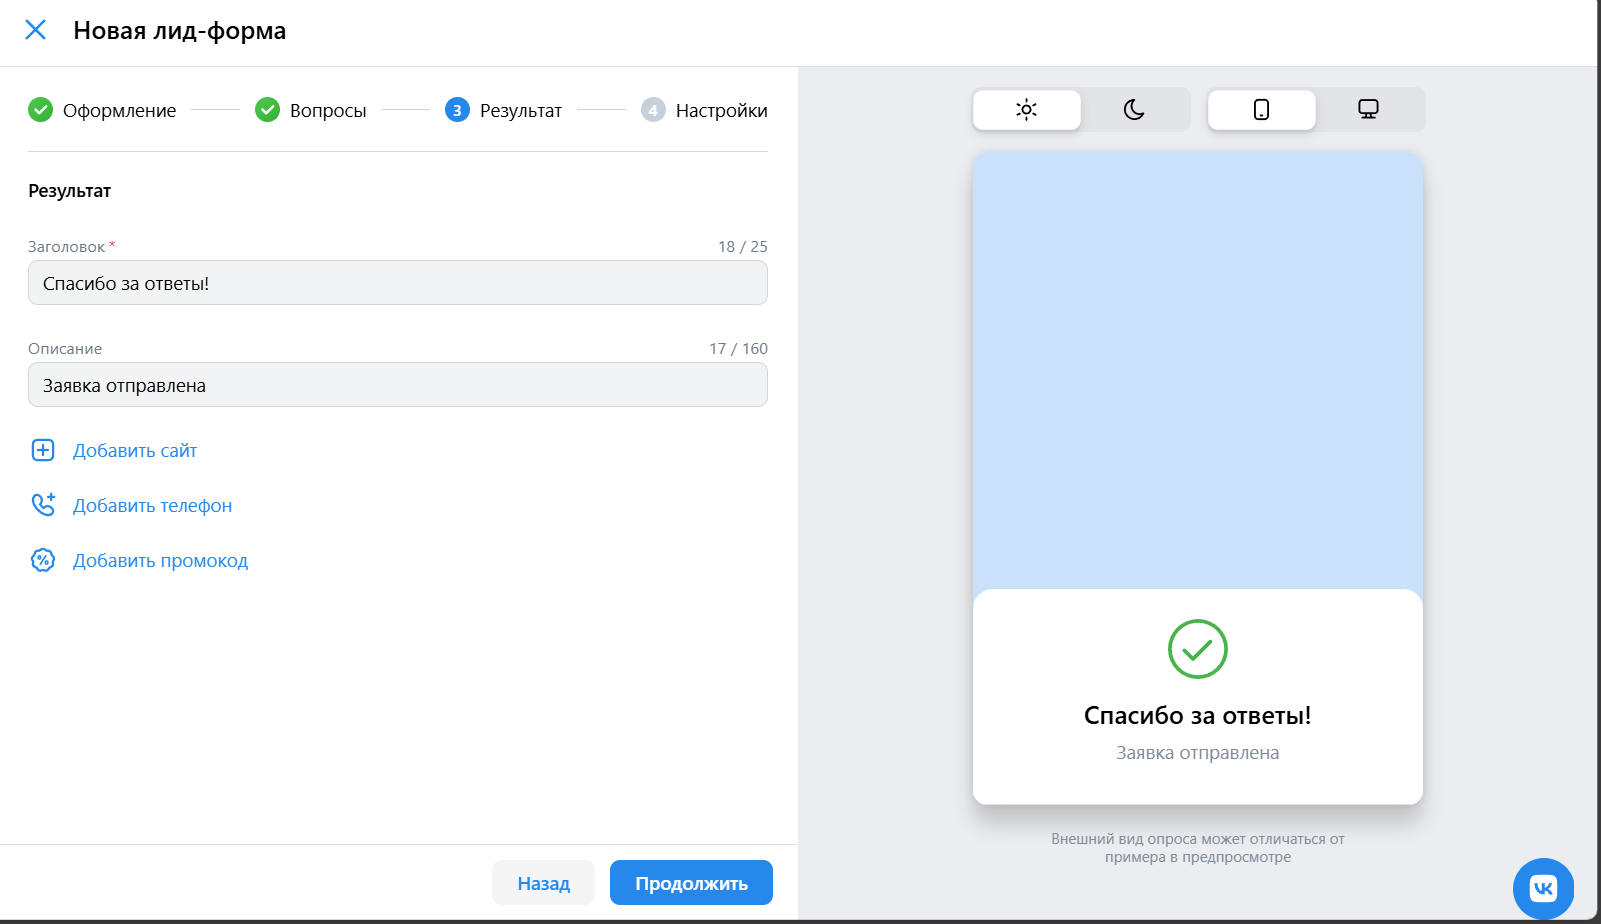 Новая лид-форма
Оформление
Вопросы
3 Результат
4 Настройки
Результат
Заголовок * 18 / 25
Спасибо за ответы!
Описание 17 / 160
Заявка отправлена
Добавить сайт
Добавить телефон
% Добавить промокод
Назад Продолжить
Спасибо за ответы!
Заявка отправлена
Внешний вид опроса может отличаться от
примера в предпросмотре
VK